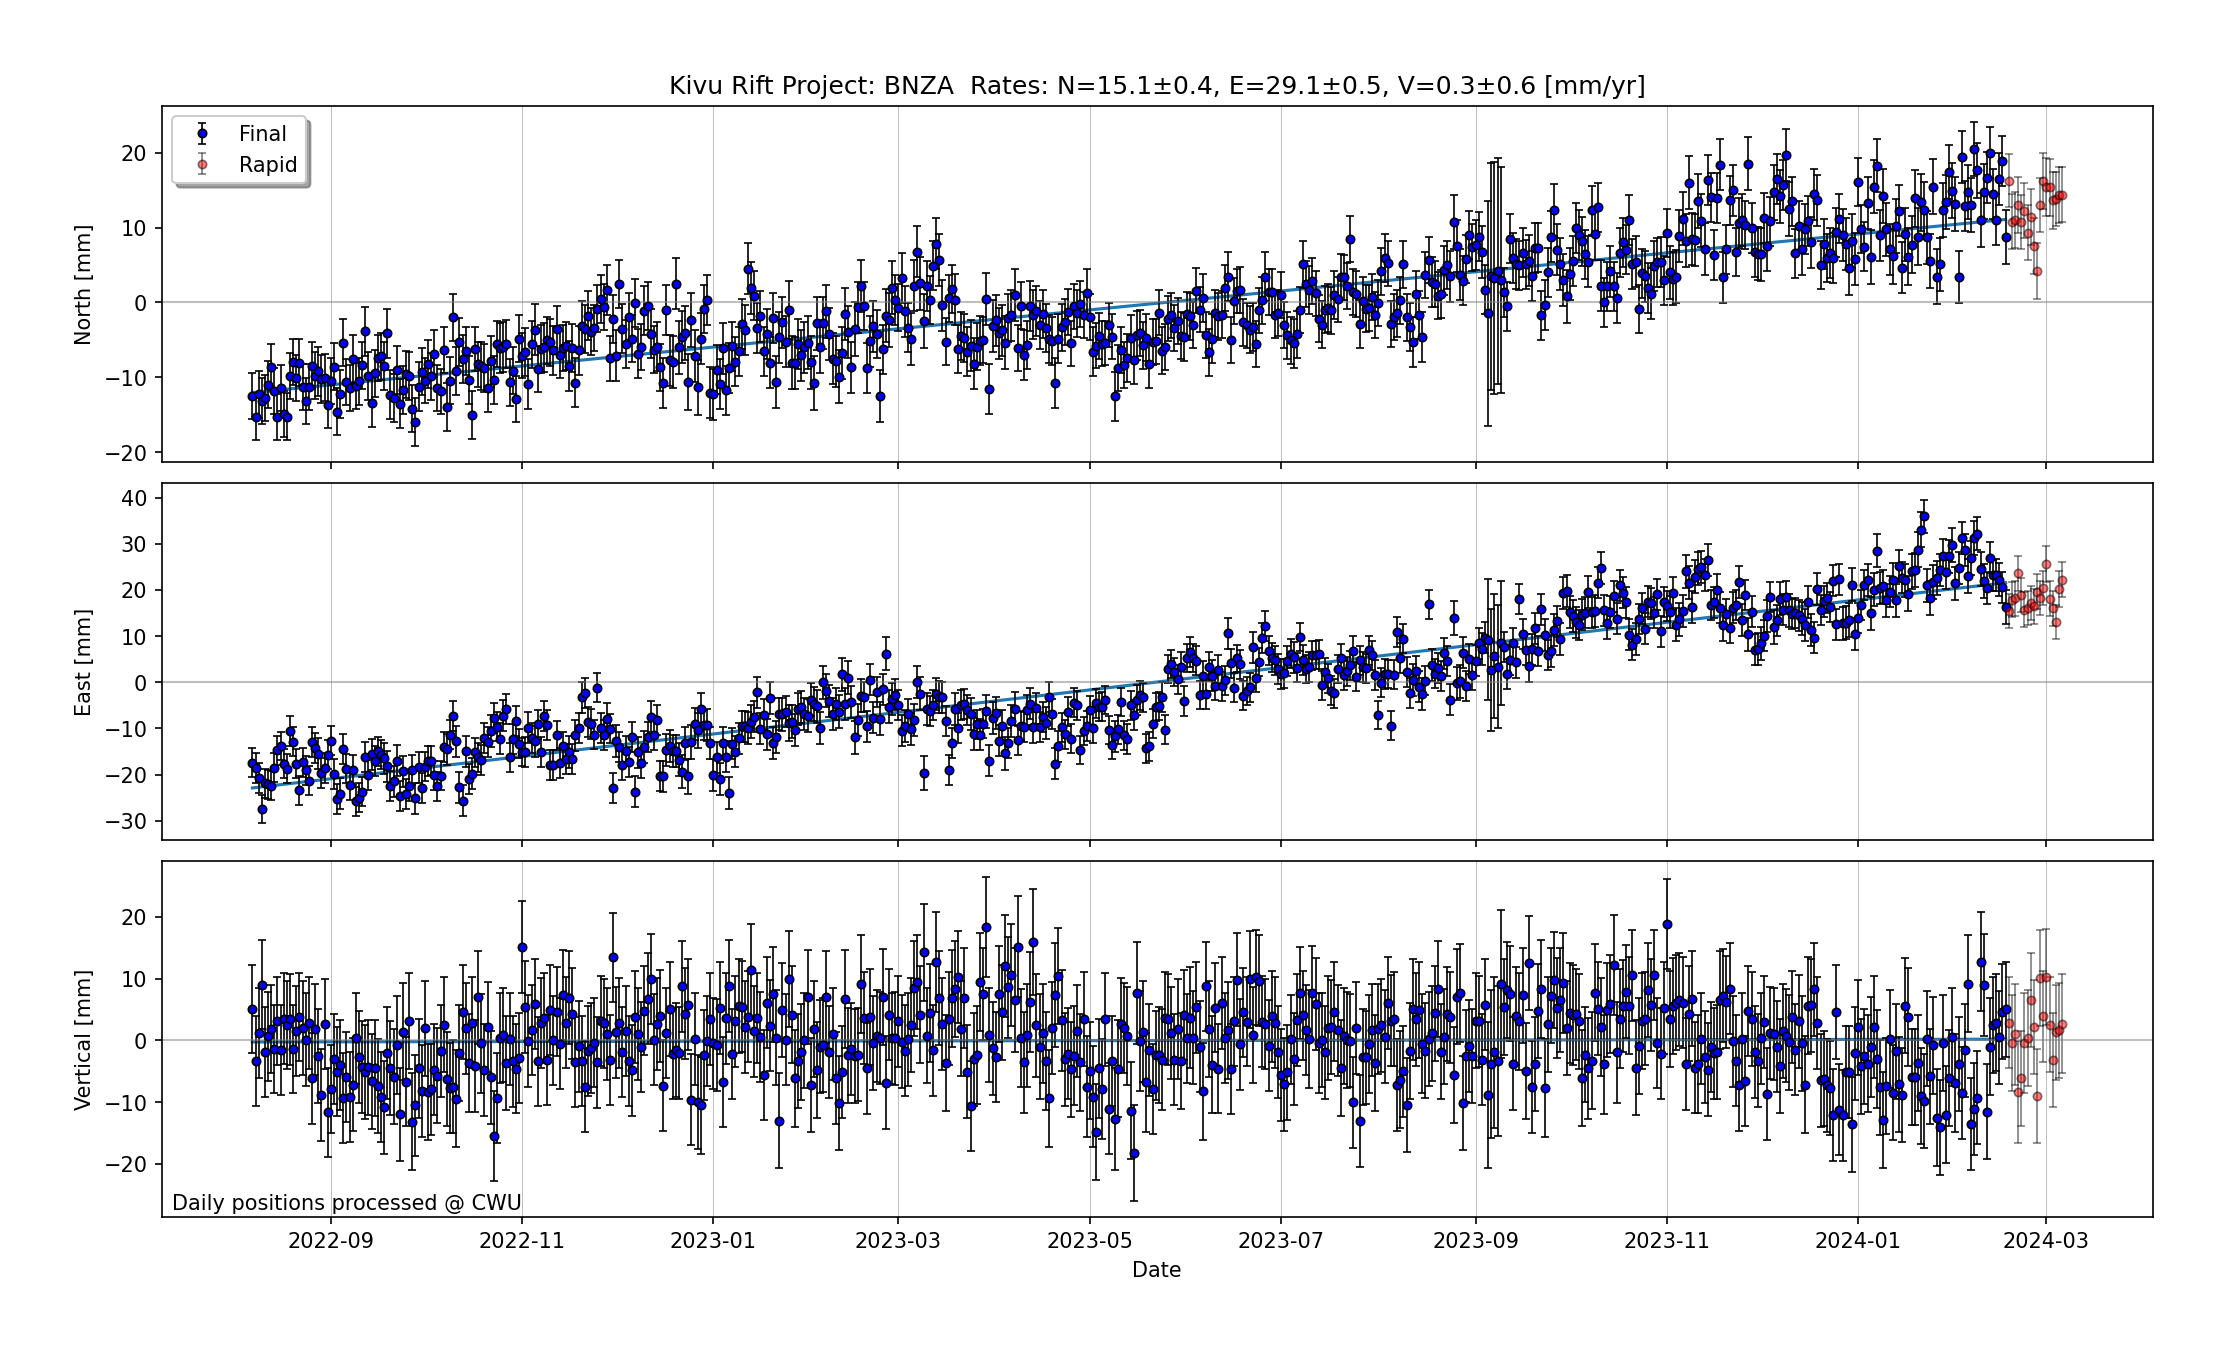 Kivu Rift Project: BNZA  Rates: N=15.1±0.4, E=29.1±0.5, V=0.3±0.6 [mm/yr]
Final
Rapid
North [mm]
20
10
0
−10
−20
East [mm]
40
30
20
10
0
−10
−20
−30
Vertical [mm]
20
10
0
−10
−20
Daily positions processed @ CWU
2022-09 2022-11 2023-01 2023-03 2023-05 2023-07 2023-09 2023-11 2024-01 2024-03
Date